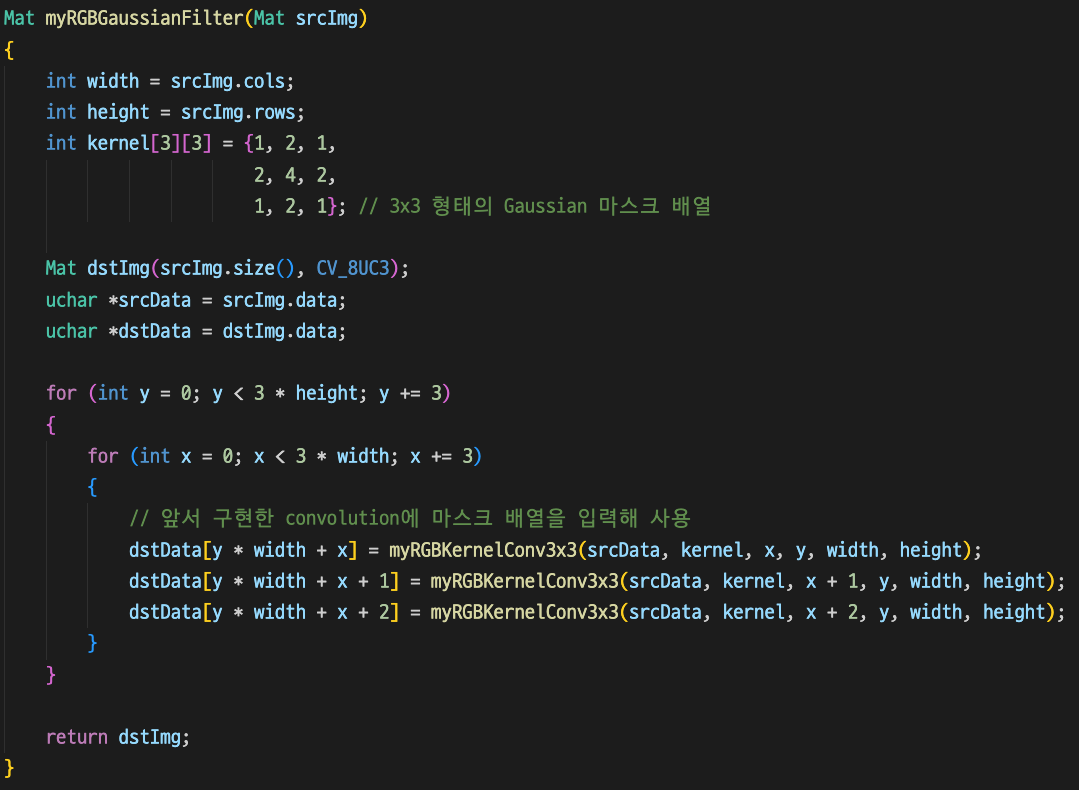 Mat myRGBGaussianFilter(Mat srcImg)
{
    int width = srcImg.cols;
    int height = srcImg.rows;
    int kernel[3][3] = {1, 2, 1,
                        2, 4, 2,
                        1, 2, 1}; // 3x3 형태의 Gaussian 마스크 배열

    Mat dstImg(srcImg.size(), CV_8UC3);
    uchar *srcData = srcImg.data;
    uchar *dstData = dstImg.data;

    for (int y = 0; y < 3 * height; y += 3)
    {
        for (int x = 0; x < 3 * width; x += 3)
        {
            // 앞서 구현한 convolution에 마스크 배열을 입력해 사용
            dstData[y * width + x] = myRGBKernelConv3x3(srcData, kernel, x, y, width, height);
            dstData[y * width + x + 1] = myRGBKernelConv3x3(srcData, kernel, x + 1, y, width, height);
            dstData[y * width + x + 2] = myRGBKernelConv3x3(srcData, kernel, x + 2, y, width, height);
        }
    }

    return dstImg;
}